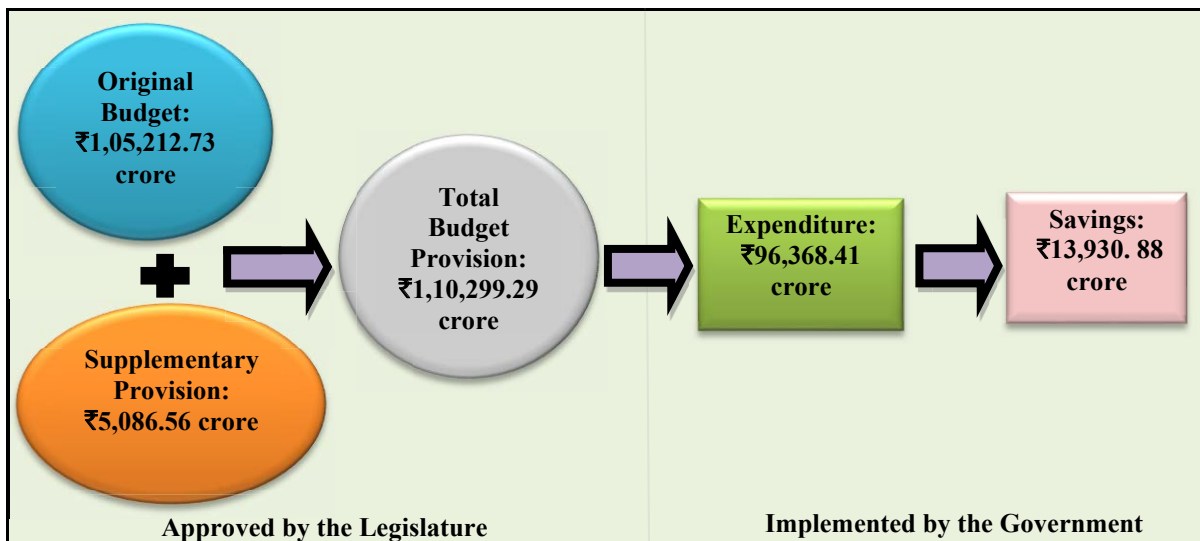 Original
Budget:
₹1,05,212.73
crore
Supplementary
Provision:
₹5,086.56 crore
Total
Budget
Provision:
₹1,10,299.29
crore
Expenditure:
₹96,368.41
crore
Savings:
₹13,930. 88
crore
Approved by the Legislature
Implemented by the Government